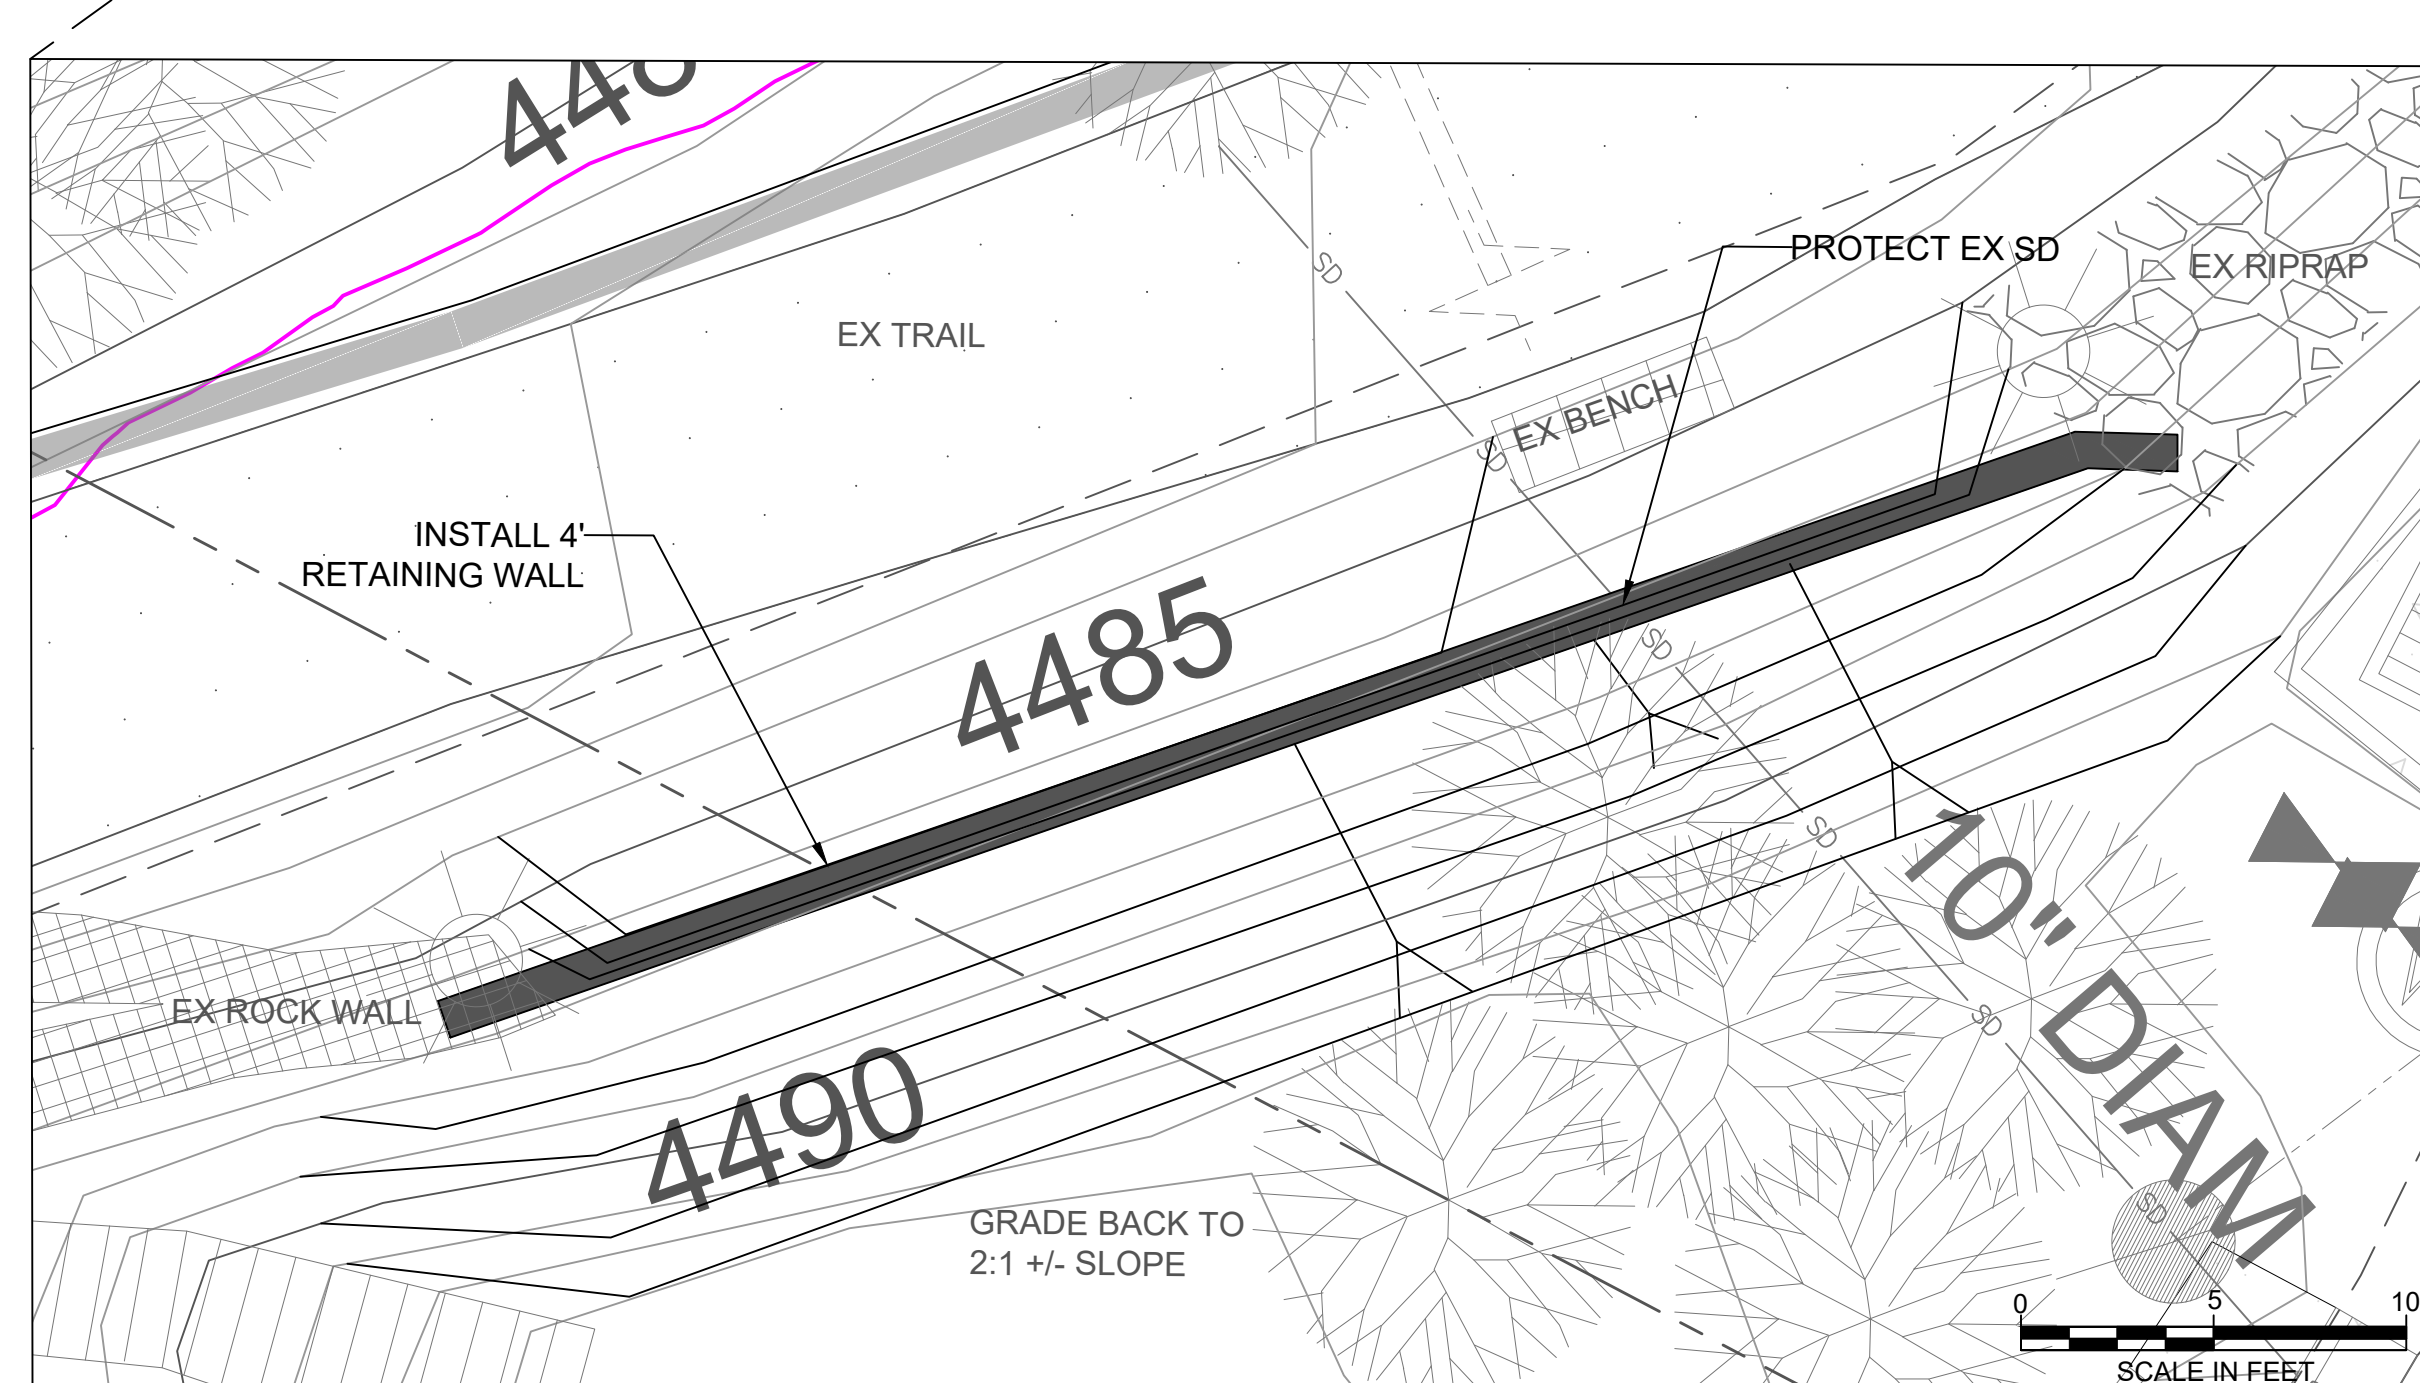 PROTECT EX SD
EX RIPRAP
SD
EX TRAIL
EX BENCH
SD
INSTALL 4'
RETAINING WALL
4485
SD
SD
10" DIAM
EX ROCK WALL
SD
4490
SD
GRADE BACK TO
2:1 +/- SLOPE
0 5 10
SCALE IN FEET